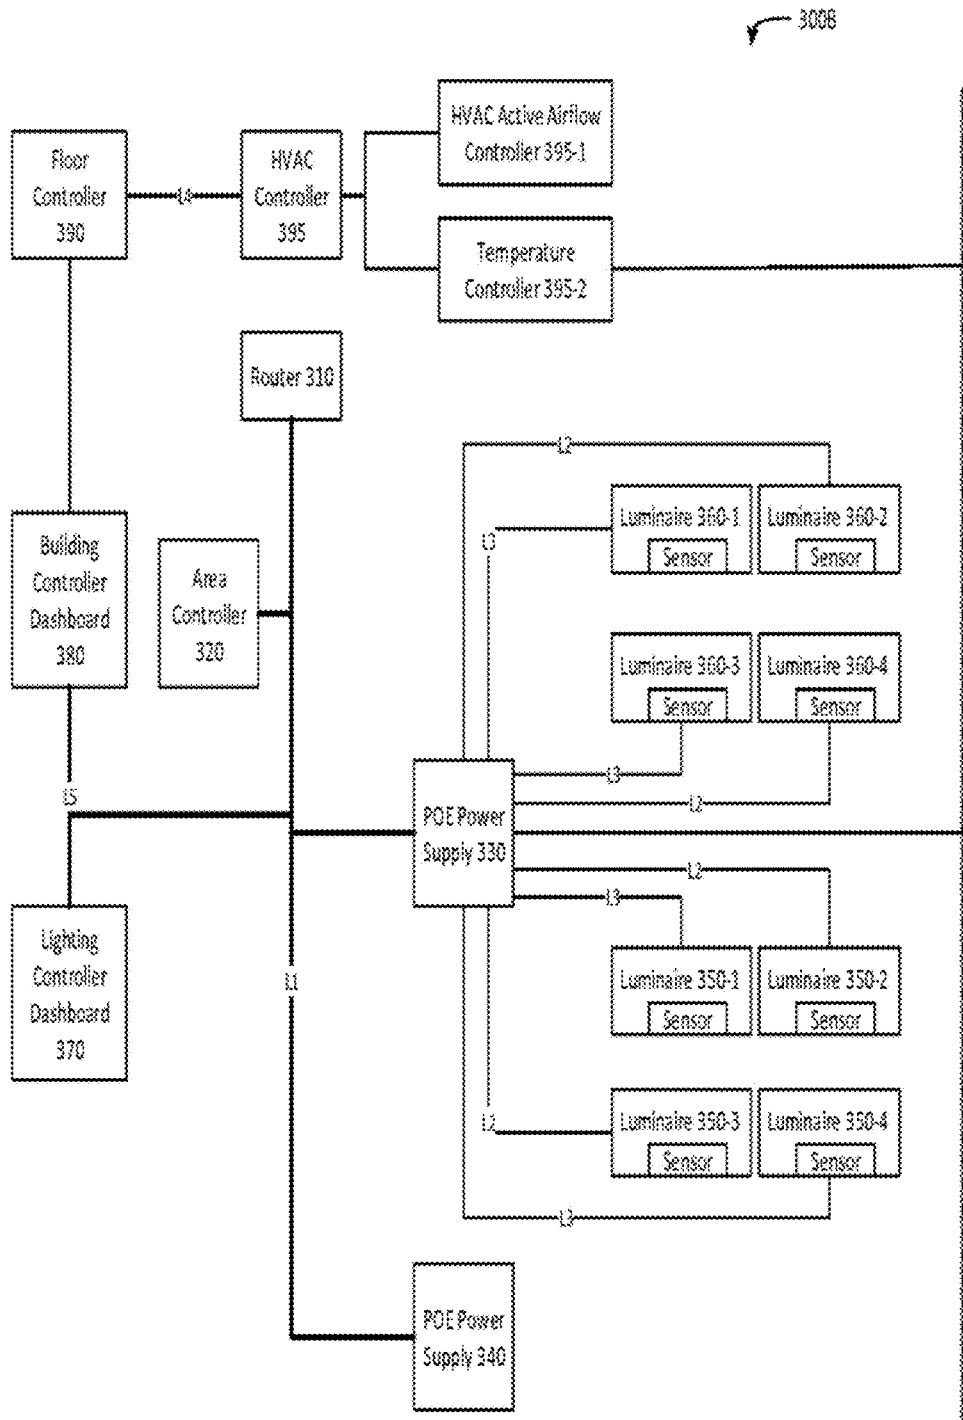 300B
HVAC Active Airflow
Controller 395-1
Floor
Controller
390
L4
HVAC
Controller
395
Temperature
Controller 395-2
Router 310
L2
Luminaire 360-1
Sensor
Luminaire 360-2
Sensor
L3
Building
Controller
Dashboard
380
Area
Controller
320
Luminaire 360-3
Sensor
Luminaire 360-4
Sensor
L3
L2
L5
POE Power
Supply 330
L2
L3
Lighting
Controller
Dashboard
370
L1
Luminaire 350-1
Sensor
Luminaire 350-2
Sensor
L2
Luminaire 350-3
Sensor
Luminaire 350-4
Sensor
POE Power
Supply 340